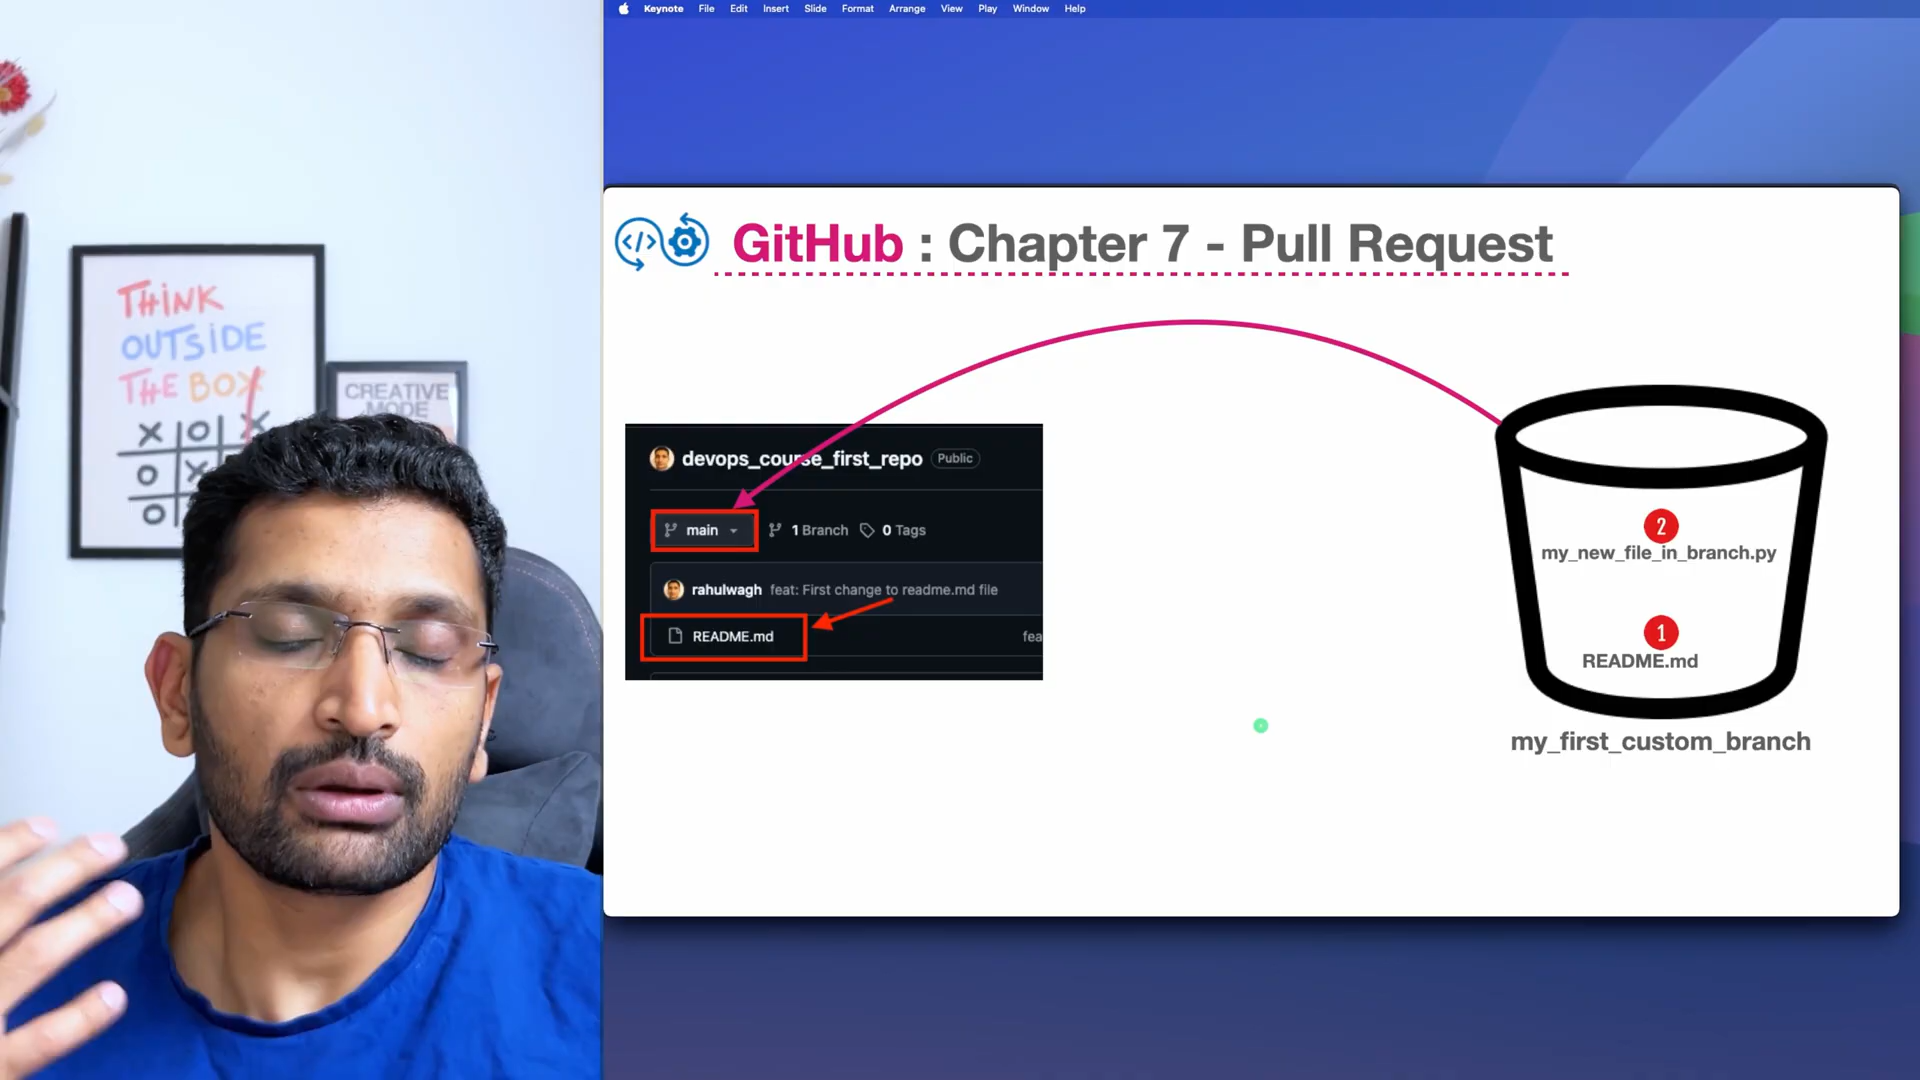 Keynote File Edit Insert Slide Format Arrange View Play Window Help
THINK
OUTSIDE
THE BOX
X O X
O X
O
CREATIVE
MODE
</> GitHub : Chapter 7 - Pull Request
devops_course_first_repo Public
main 1 Branch 0 Tags
rahulwagh feat: First change to readme.md file
README.md fea
2
my_new_file_in_branch.py
1
README.md
my_first_custom_branch